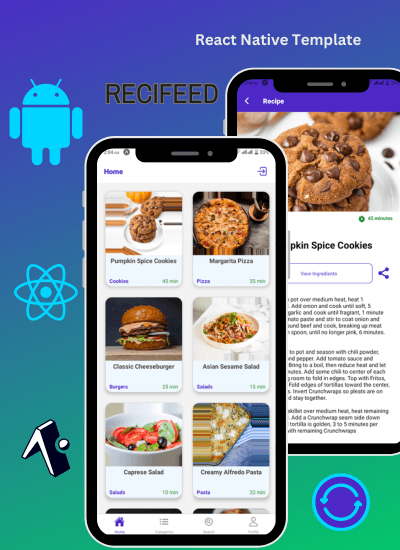 React Native Template
RECIFEED
Recipe
45 minutes
pkin Spice Cookies
View Ingredients
pot over medium heat, heat 1
. Add onion and cook until soft, 5
garlic and cook until fragrant, 1 minute
mato paste and stir to coat onion and
ound beef and cook, breaking up meat
n spoon, until no longer pink, 6 minutes.
to pot and season with chili powder,
and pepper. Add tomato sauce and
Bring to a boil, then reduce heat and let
nutes. Add some chili to center of each
g room to fold in edges. Top with Fritos,
Fold edges of tortillas toward the center,
s. Invert Crunchwraps so pleats are on
d stay together.
skillet over medium heat, heat remaining
. Add a Crunchwrap seam side down
l tortilla is golden, 3 to 5 minutes per
with remaining Crunchwraps
2:04
Home
Pumpkin Spice Cookies
Cookies 45 min
Margarita Pizza
Pizza 35 min
Classic Cheeseburger
Burgers 25 min
Asian Sesame Salad
Salads 15 min
Caprese Salad
Salads 10 min
Creamy Alfredo Pasta
Pasta 20 min
Home
Categories
Search
Profile